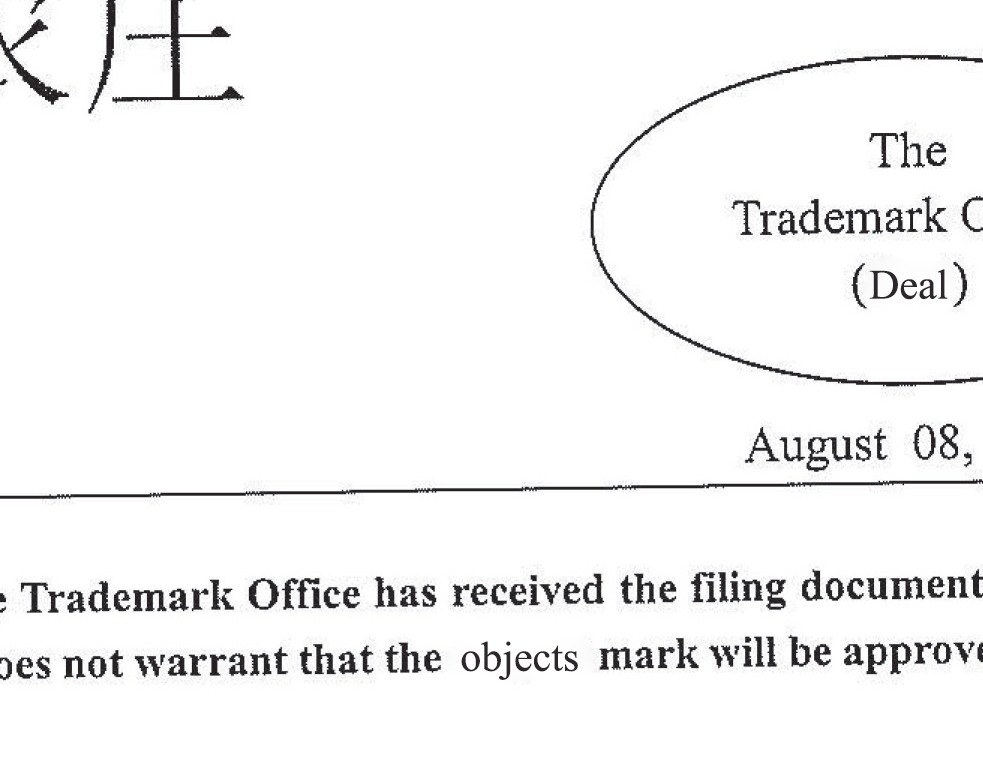 The
Trademark
(Deal)
August 08,
Trademark Office has received the filing document
oes not warrant that the objects mark will be approve